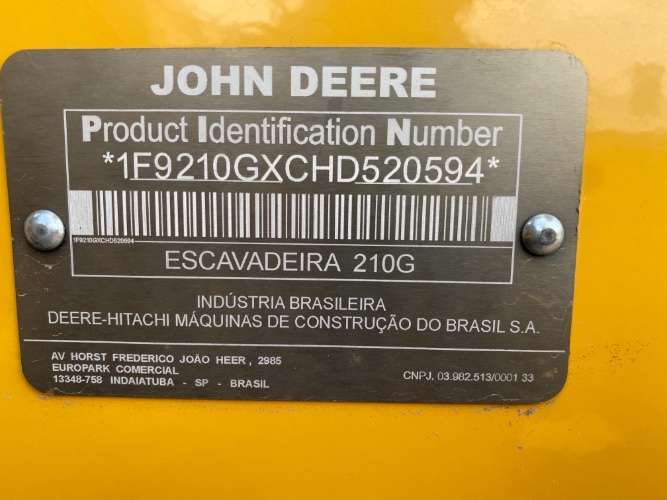 JOHN DEERE
Product Identification Number
*1F9210GXCHD520594*
1F9210GXCHD520594
ESCAVADEIRA 210G
INDÚSTRIA BRASILEIRA
DEERE-HITACHI MÁQUINAS DE CONSTRUÇÃO DO BRASIL S.A.
AV HORST FREDERICO JOÃO HEER, 2985
EUROPARK COMERCIAL
13348-758 INDAIATUBA - SP - BRASIL
CNPJ. 03.982.513/0001 33